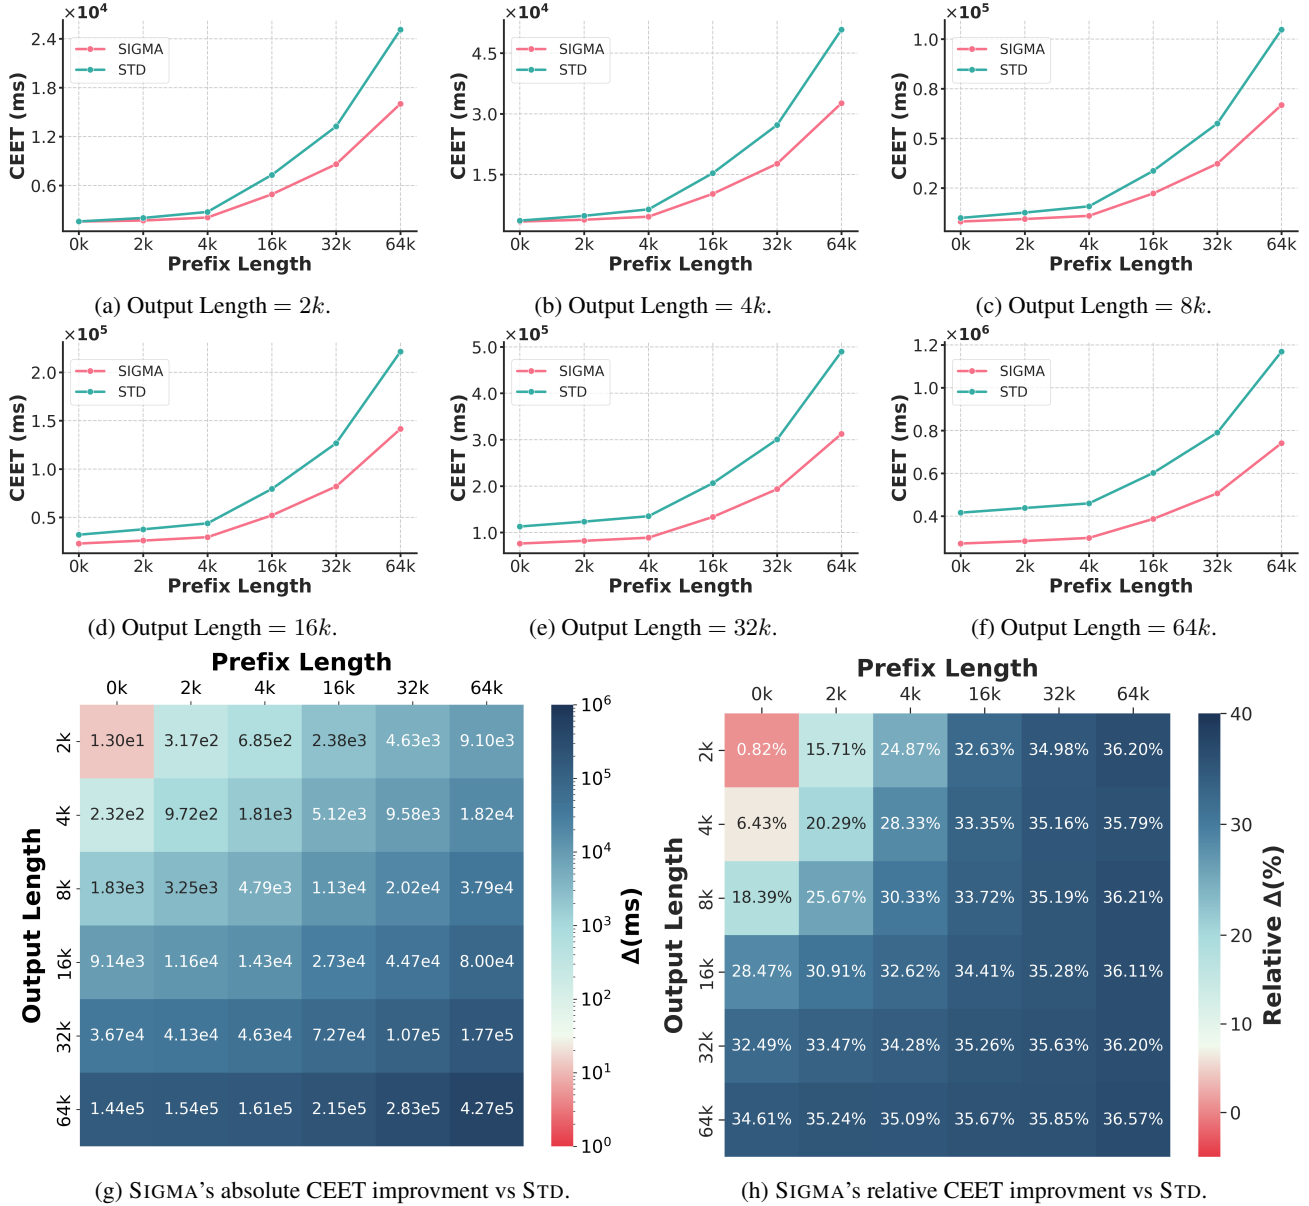 ×10⁴
CEET (ms)
2.4
1.8
1.2
0.6
SIGMA
STD
0k 2k 4k 16k 32k 64k
Prefix Length
(a) Output Length = 2k.
×10⁴
CEET (ms)
4.5
3.0
1.5
SIGMA
STD
0k 2k 4k 16k 32k 64k
Prefix Length
(b) Output Length = 4k.
×10⁵
CEET (ms)
1.0
0.8
0.5
0.2
SIGMA
STD
0k 2k 4k 16k 32k 64k
Prefix Length
(c) Output Length = 8k.
×10⁵
CEET (ms)
2.0
1.5
1.0
0.5
SIGMA
STD
0k 2k 4k 16k 32k 64k
Prefix Length
(d) Output Length = 16k.
×10⁵
CEET (ms)
5.0
4.0
3.0
2.0
1.0
SIGMA
STD
0k 2k 4k 16k 32k 64k
Prefix Length
(e) Output Length = 32k.
×10⁶
CEET (ms)
1.2
1.0
0.8
0.6
0.4
SIGMA
STD
0k 2k 4k 16k 32k 64k
Prefix Length
(f) Output Length = 64k.
Prefix Length
0k 2k 4k 16k 32k 64k
Output Length
2k 1.30e1 3.17e2 6.85e2 2.38e3 4.63e3 9.10e3
4k 2.32e2 9.72e2 1.81e3 5.12e3 9.58e3 1.82e4
8k 1.83e3 3.25e3 4.79e3 1.13e4 2.02e4 3.79e4
16k 9.14e3 1.16e4 1.43e4 2.73e4 4.47e4 8.00e4
32k 3.67e4 4.13e4 4.63e4 7.27e4 1.07e5 1.77e5
64k 1.44e5 1.54e5 1.61e5 2.15e5 2.83e5 4.27e5
10⁶
10⁵
10⁴
10³
10²
10¹
10⁰
Δ(ms)
(g) SIGMA's absolute CEET improvment vs STD.
Prefix Length
0k 2k 4k 16k 32k 64k
Output Length
2k 0.82% 15.71% 24.87% 32.63% 34.98% 36.20%
4k 6.43% 20.29% 28.33% 33.35% 35.16% 35.79%
8k 18.39% 25.67% 30.33% 33.72% 35.19% 36.21%
16k 28.47% 30.91% 32.62% 34.41% 35.28% 36.11%
32k 32.49% 33.47% 34.28% 35.26% 35.63% 36.20%
64k 34.61% 35.24% 35.09% 35.67% 35.85% 36.57%
40
30
20
10
0
Relative Δ(%)
(h) SIGMA's relative CEET improvment vs STD.